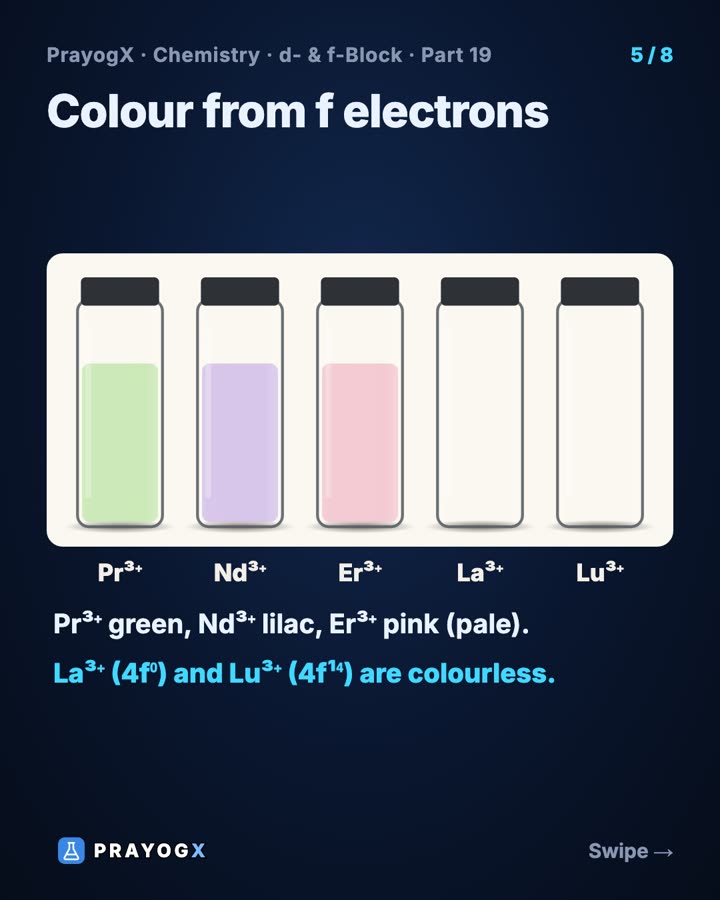 PrayogX · Chemistry · d- & f-Block · Part 19
5 / 8
Colour from f electrons
Pr³⁺
Nd³⁺
Er³⁺
La³⁺
Lu³⁺
Pr³⁺ green, Nd³⁺ lilac, Er³⁺ pink (pale).
La³⁺ (4f⁰) and Lu³⁺ (4f¹⁴) are colourless.
PRAYOGX
Swipe →